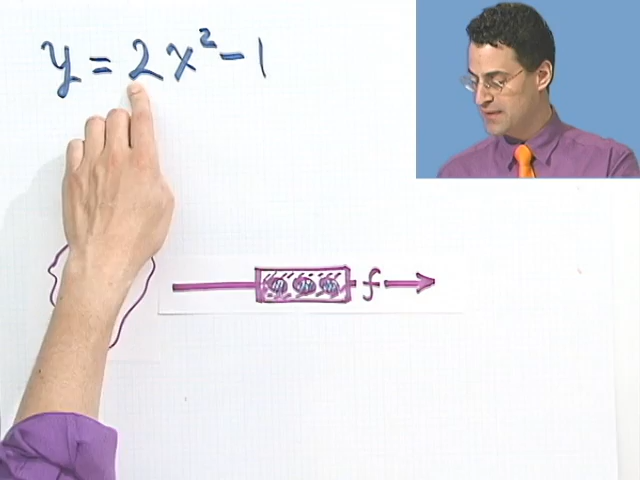 y = 2x² - 1
f